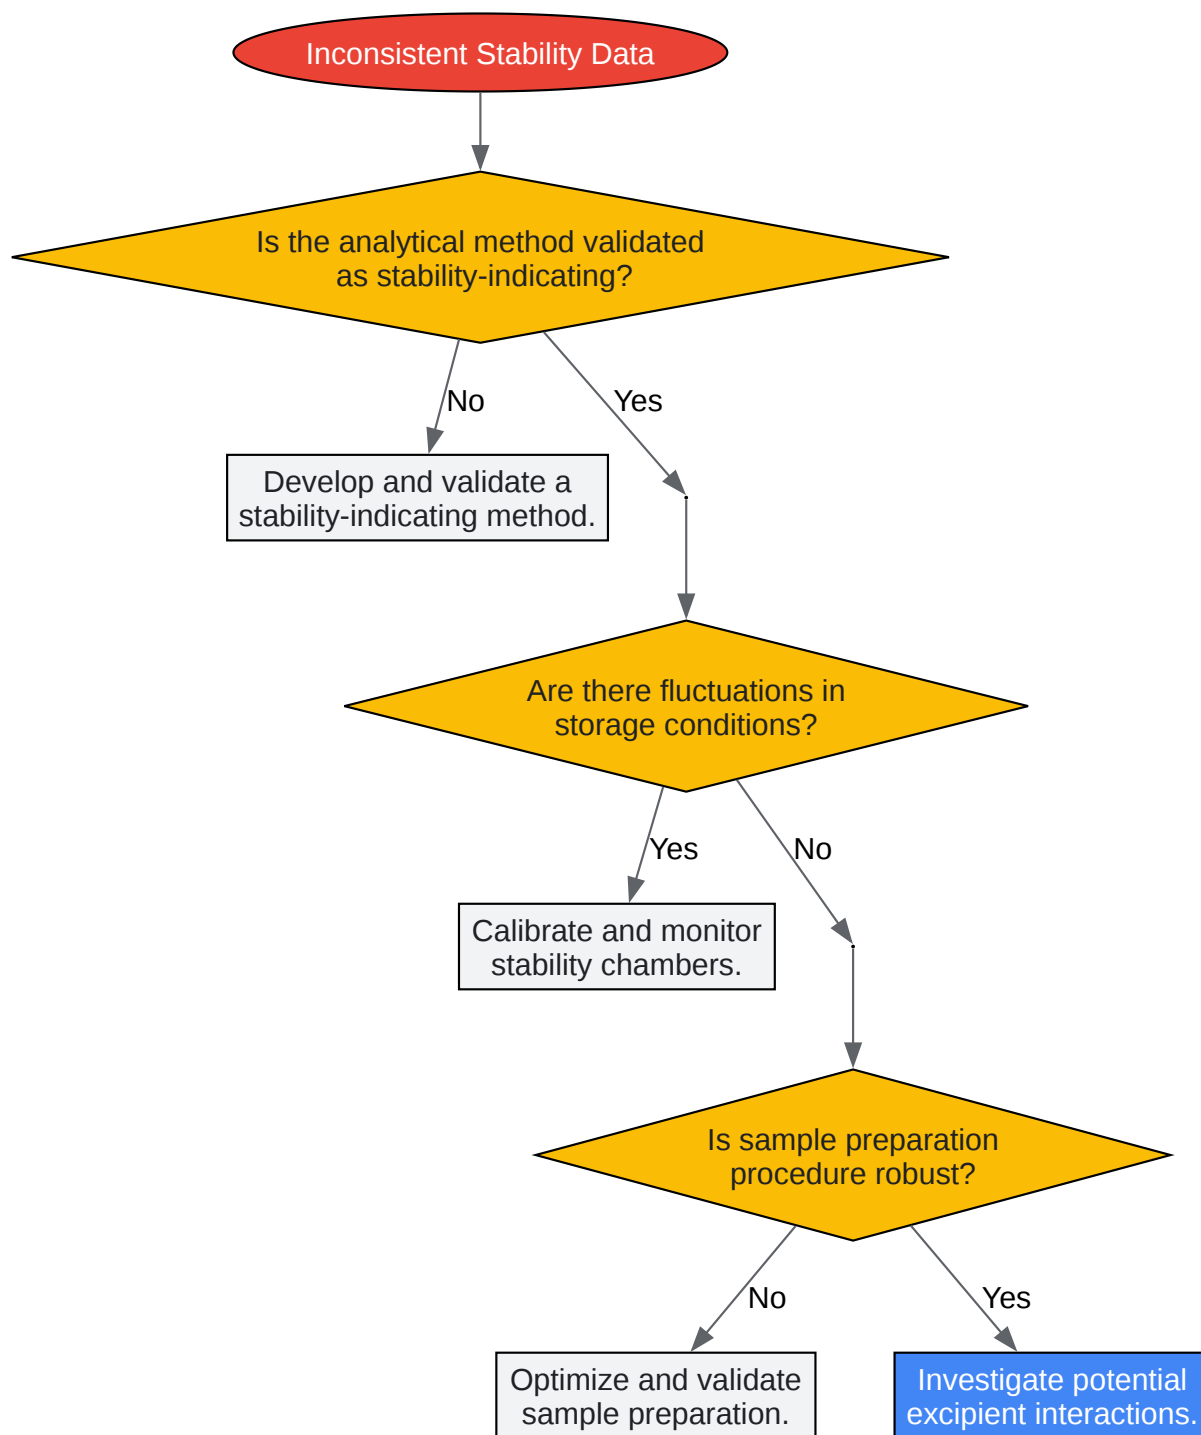 Inconsistent Stability Data
Is the analytical method validated
as stability-indicating?
No
Yes
Develop and validate a
stability-indicating method.
Are there fluctuations in
storage conditions?
Yes
No
Calibrate and monitor
stability chambers.
Is sample preparation
procedure robust?
No
Yes
Optimize and validate
sample preparation.
Investigate potential
excipient interactions.